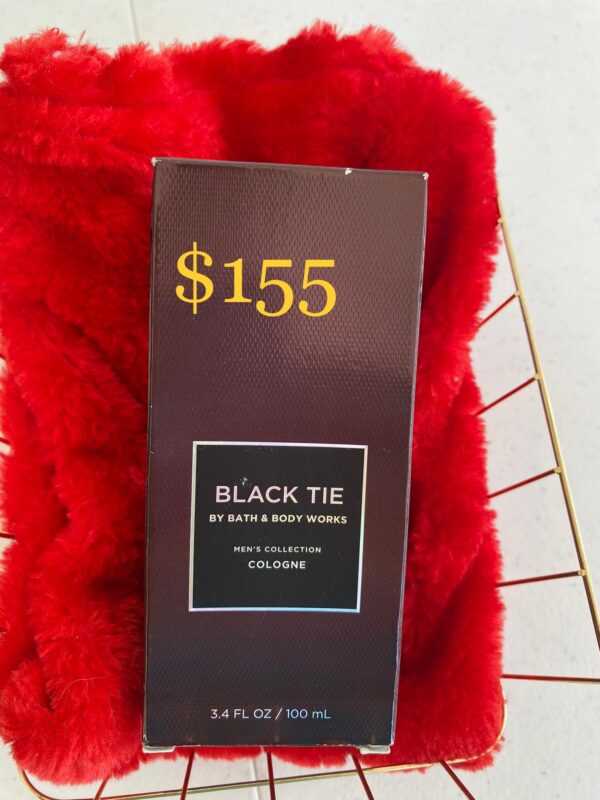 $155
BLACK TIE
BY BATH & BODY WORKS
MEN'S COLLECTION
COLOGNE
3.4 FL OZ / 100 mL